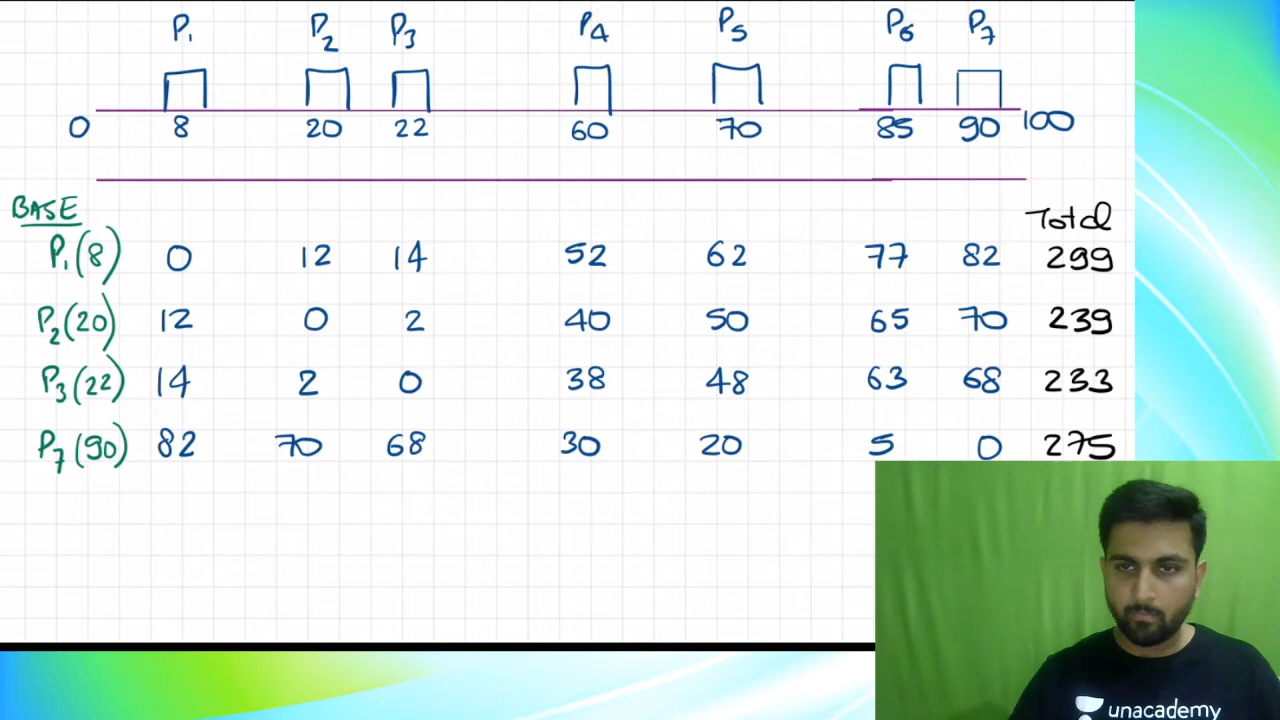 P1 P2 P3 P4 P5 P6 P7
0 8 20 22 60 70 85 90 100
BASE Total
P1(8) 0 12 14 52 62 77 82 299
P2(20) 12 0 2 40 50 65 70 239
P3(22) 14 2 0 38 48 63 68 233
P7(90) 82 70 68 30 20 5 0 275
unacademy